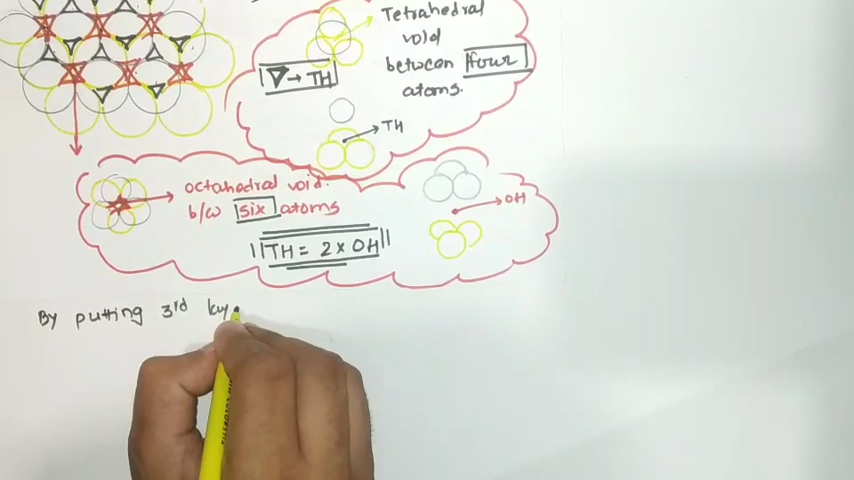 Tetrahedral
void
between four
atoms.
▽→ TH
TH
octahedral void.
b/w six atoms
OH
TH = 2 × OH
By putting 3rd